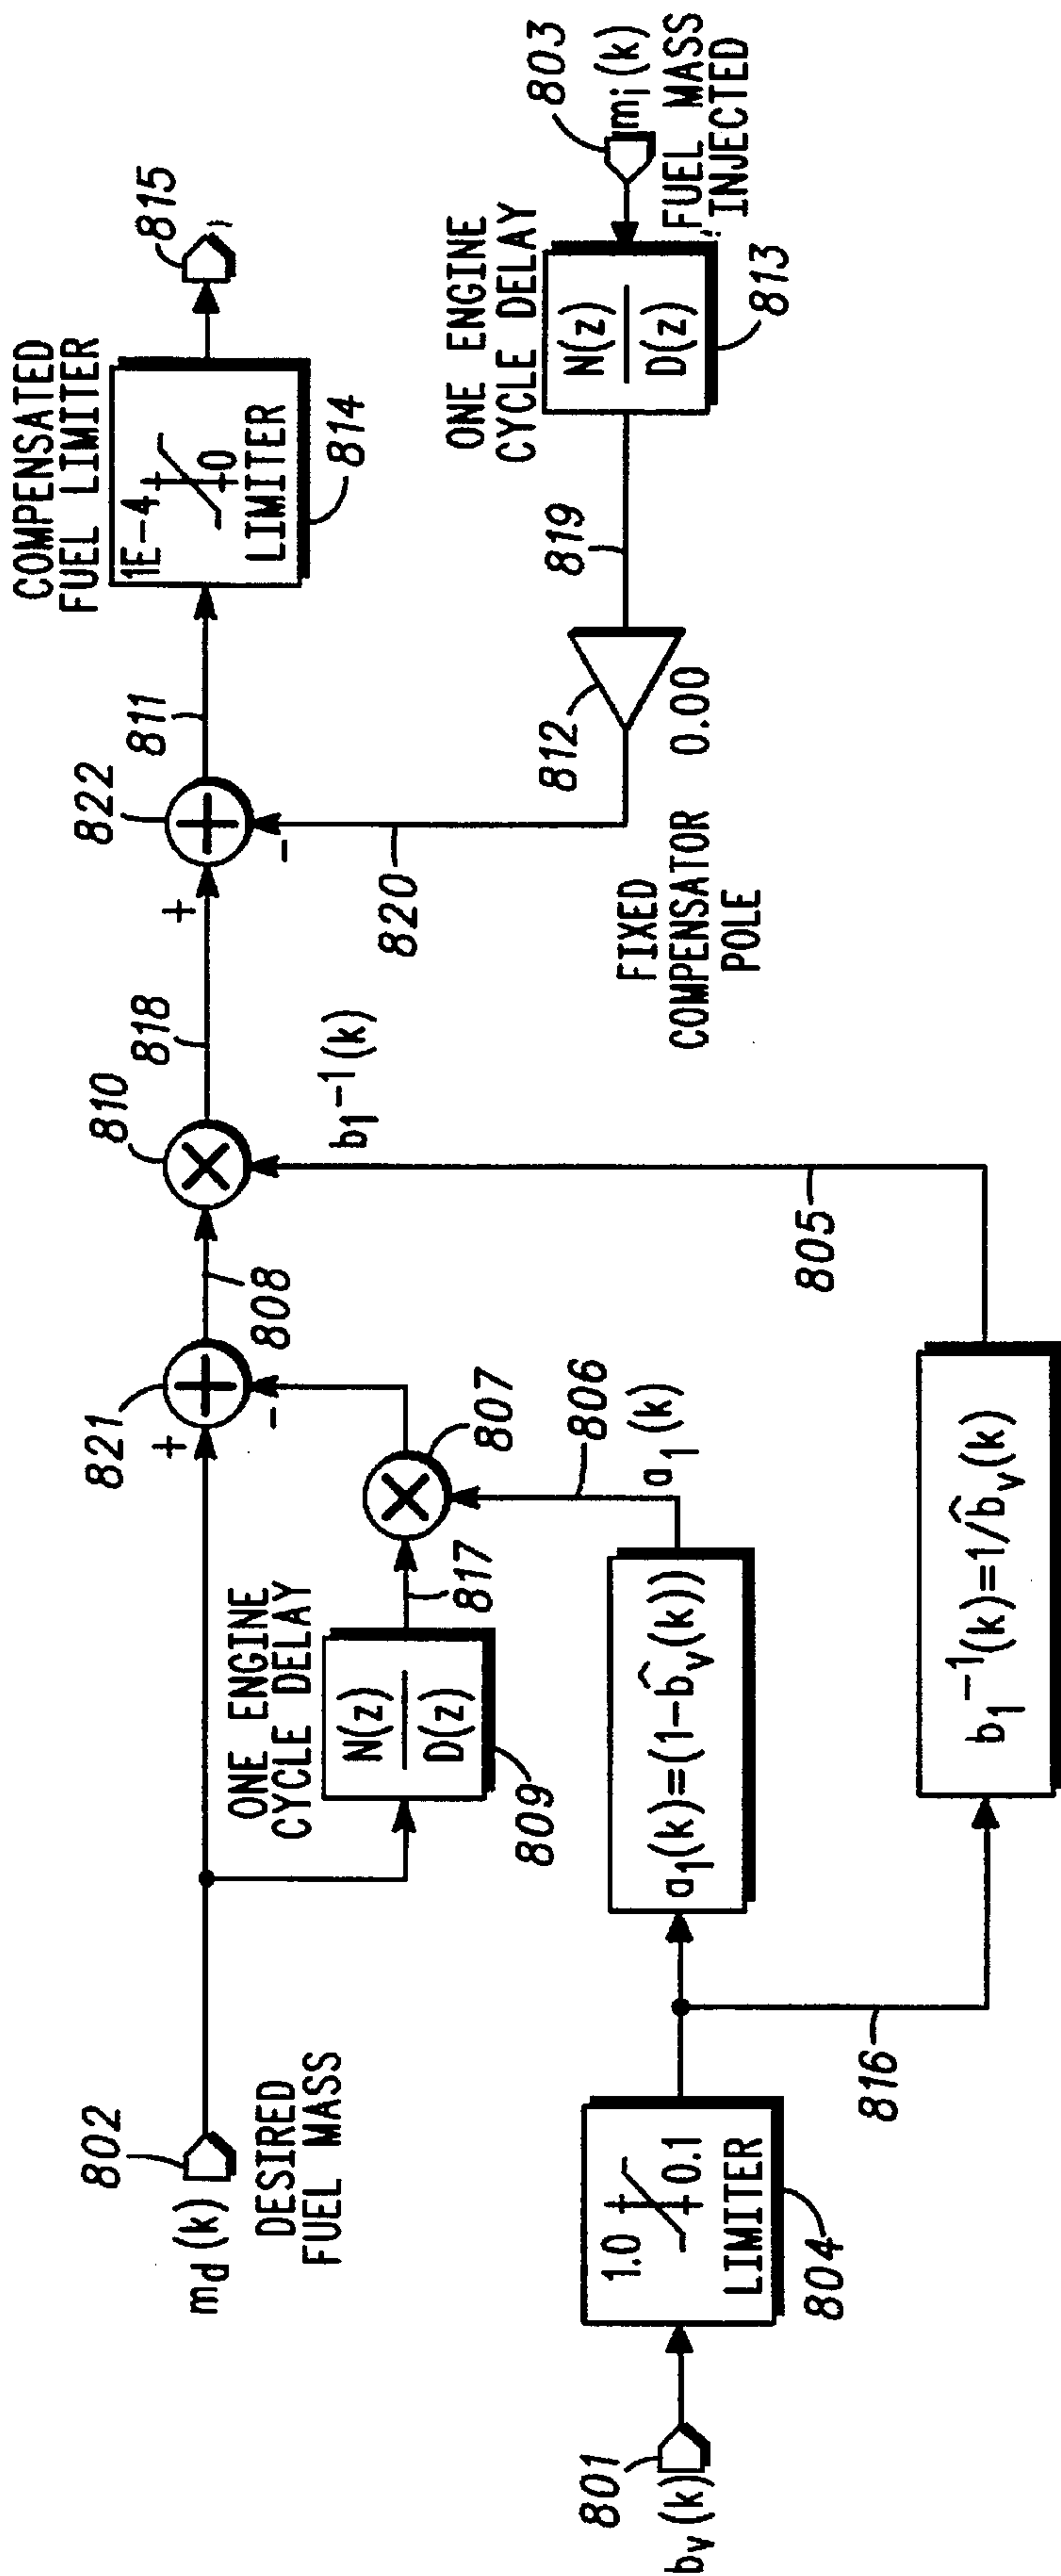 802
m_d(k)
DESIRED
FUEL MASS
ONE ENGINE
CYCLE DELAY
N(z)
D(z)
809
817
807
806
a_1(k)
821
+
-
808
810
818
b_1^{-1}(k)
822
+
-
811
820
COMPENSATED
FUEL LIMITER
1E-4
0
LIMITER
814
815
801
b_v(k)
1.0
0.1
LIMITER
804
816
a_1(k)=(1-b̂_v(k))
b_1^{-1}(k)=1/b̂_v(k)
805
FIXED
COMPENSATOR
POLE
0.00
812
819
ONE ENGINE
CYCLE DELAY
N(z)
D(z)
813
803
m_i(k)
FUEL MASS
INJECTED